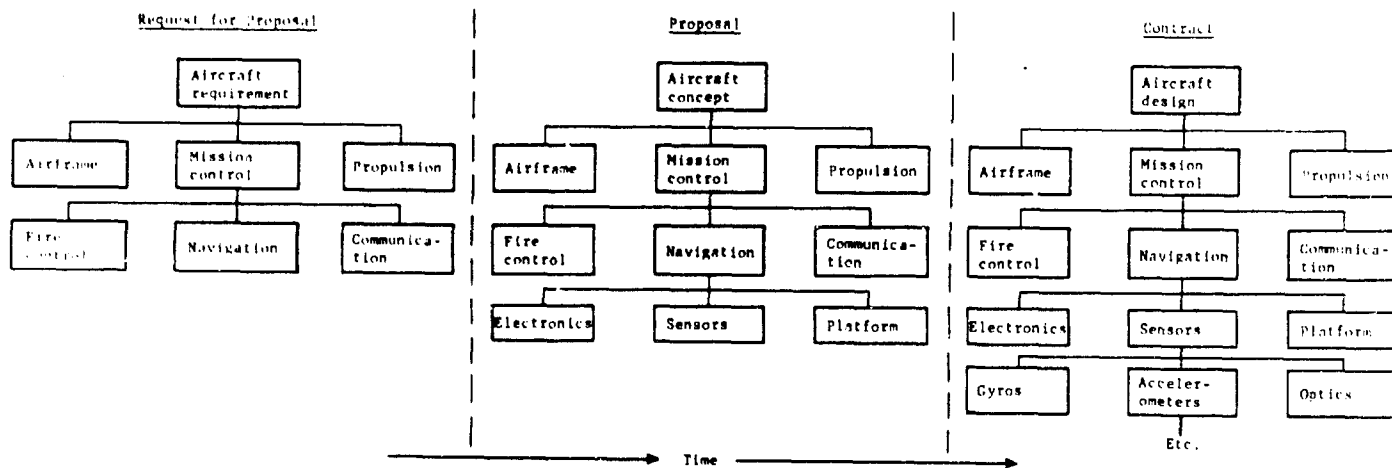 Request for Proposal
Aircraft
requirement
Airframe
Mission
control
Propulsion
Fire
control
Navigation
Communica-
tion
Proposal
Aircraft
concept
Airframe
Mission
control
Propulsion
Fire
control
Navigation
Communica-
tion
Electronics
Sensors
Platform
Contract
Aircraft
design
Airframe
Mission
control
Propulsion
Fire
control
Navigation
Communica-
tion
Electronics
Sensors
Platform
Gyros
Acceler-
ometers
Optics
Etc.
Time